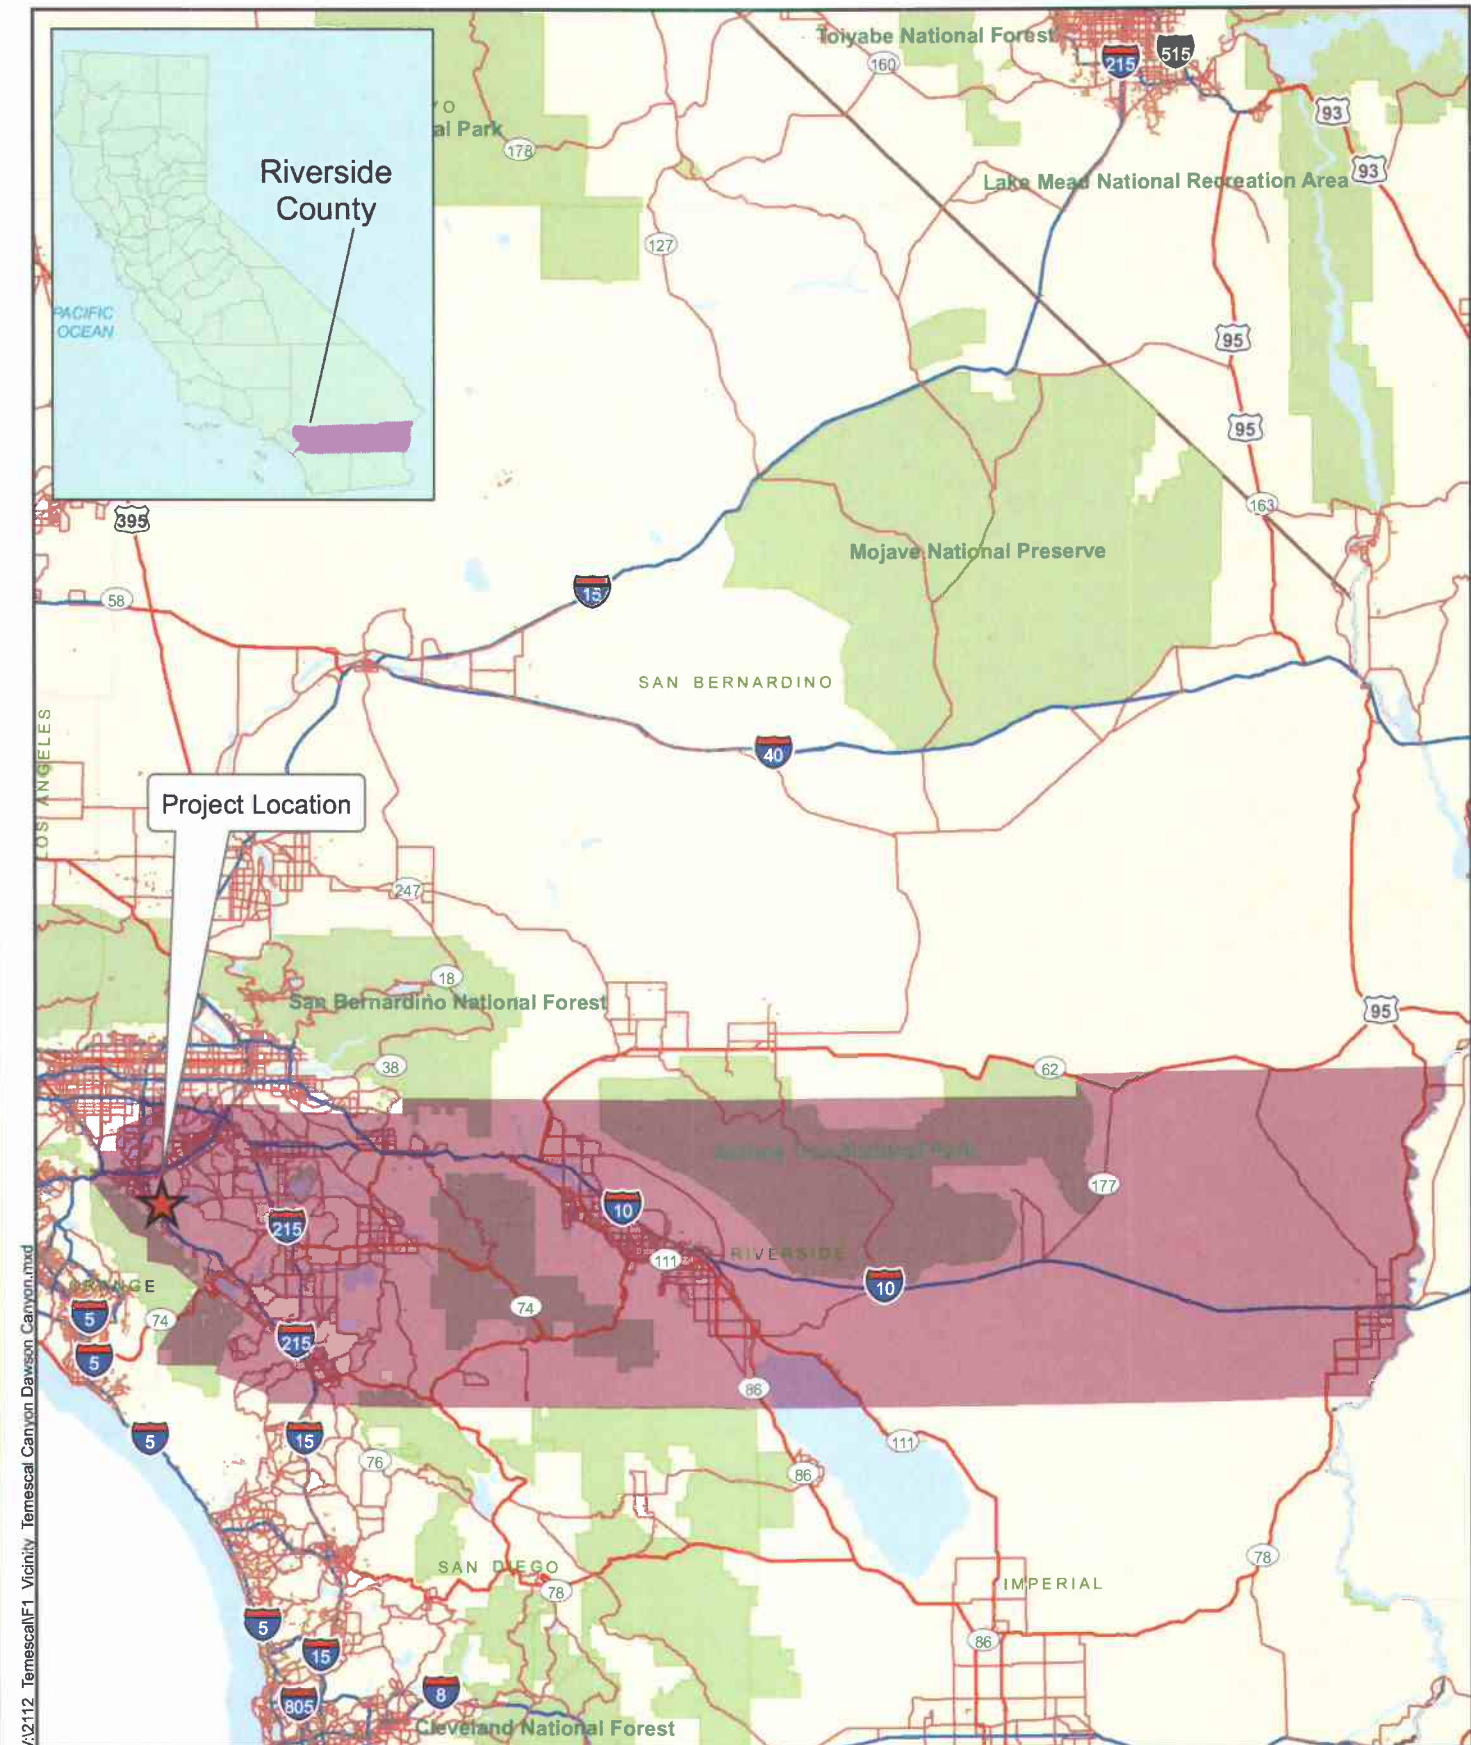 Toiyabe National Forest
215
515
160
93
YO
al Park
178
93
Lake Mead National Recreation Area
Riverside
County
127
PACIFIC
OCEAN
95
95
163
395
Mojave National Preserve
58
15
SAN BERNARDINO
40
LOS ANGELES
Project Location
247
18
San Bernardino National Forest
95
38
62
National Park
177
10
215
111
RIVERSIDE
10
ORANGE
74
74
5
215
5
86
5
15
111
76
86
SAN DIEGO
78
78
IMPERIAL
5
86
15
8
805
Cleveland National Forest
2112 Temescal\F1 Vicinity Temescal Canyon Dawson Canyon.mxd